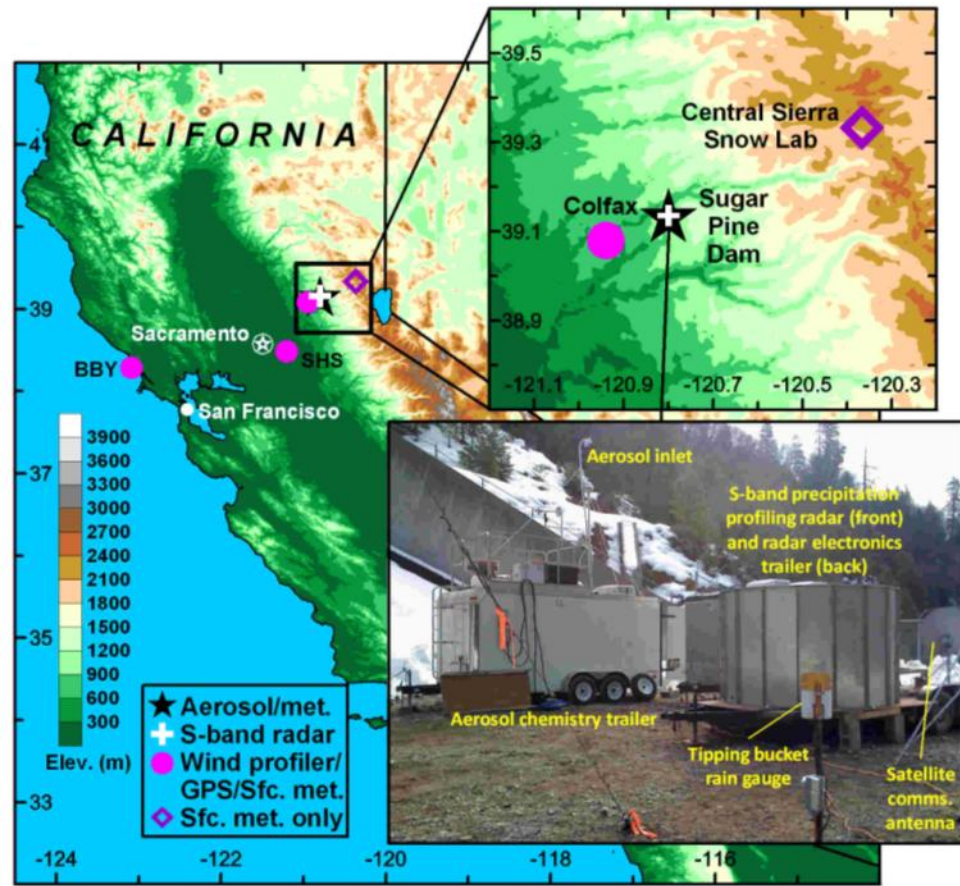 CALIFORNIA
41
39
37
35
33
-124
-122
-120
-118
-116
Sacramento
SHS
BBY
San Francisco
3900
3600
3300
3000
2700
2400
2100
1800
1500
1200
900
600
300
Elev. (m)
Aerosol/met.
S-band radar
Wind profiler/
GPS/Sfc. met.
Sfc. met. only
39.5
39.3
39.1
38.9
-121.1
-120.9
-120.7
-120.5
-120.3
Central Sierra
Snow Lab
Colfax
Sugar
Pine
Dam
Aerosol inlet
S-band precipitation
profiling radar (front)
and radar electronics
trailer (back)
Aerosol chemistry trailer
Tipping bucket
rain gauge
Satellite
comms.
antenna